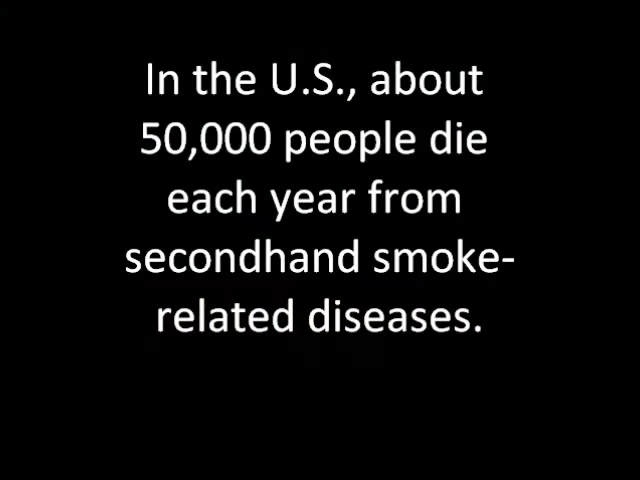 In the U.S., about
50,000 people die
each year from
secondhand smoke-
related diseases.